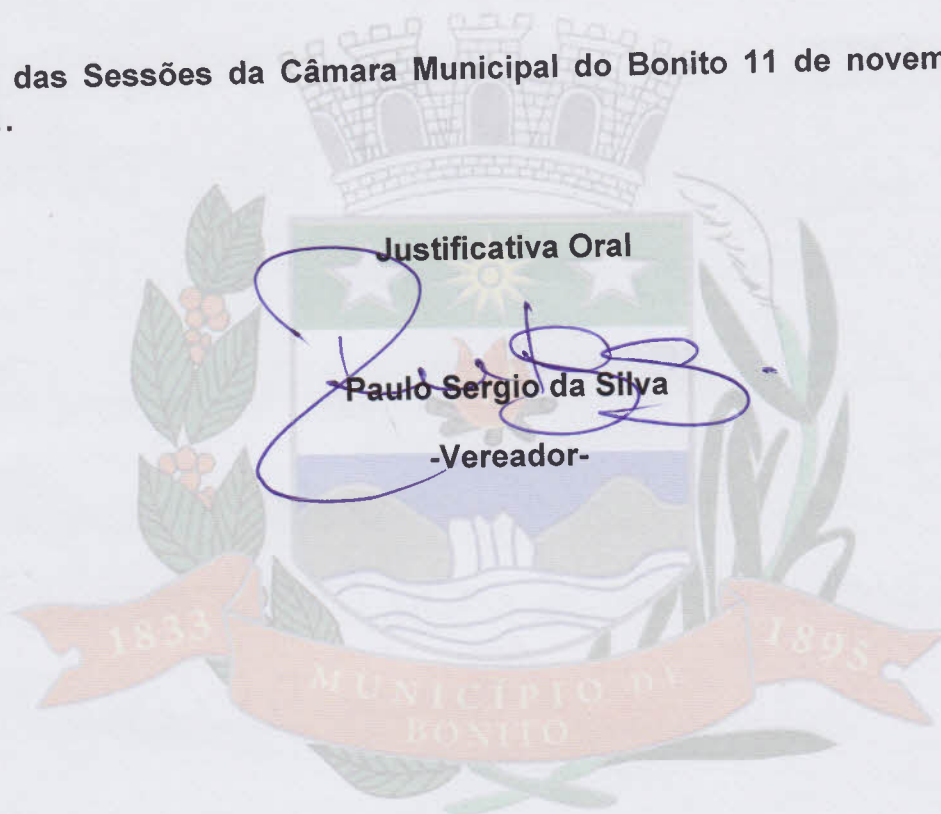 das Sessões da Câmara Municipal do Bonito 11 de novem
.
Justificativa Oral
Paulo Sergio da Silva
-Vereador-
1833
1895
MUNICÍPIO DE
BONITO